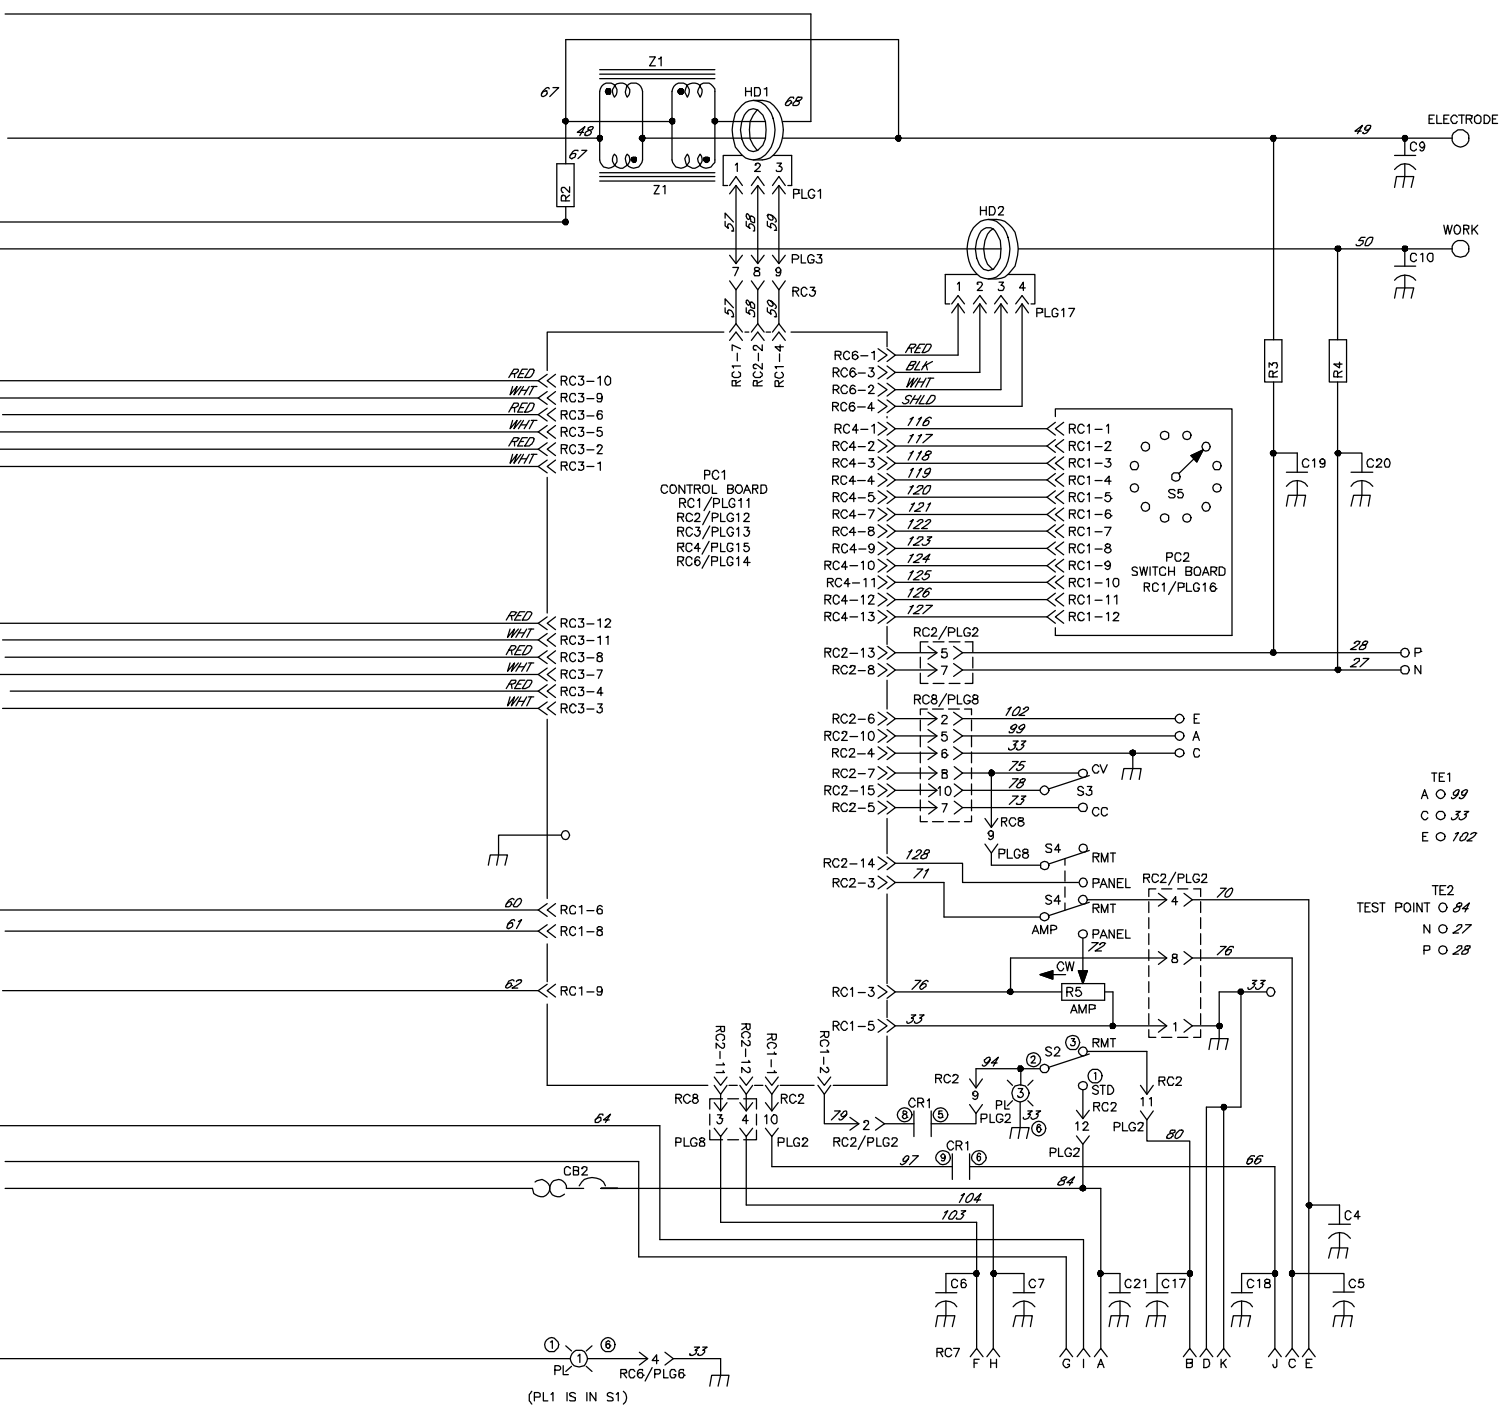 Z1
HD1
68
67
48
67
49
ELECTRODE
C9
Z1
R2
1 2 3
PLG1
57 58 59
PLG3
7 8 9
RC3
57 58 59
HD2
50
WORK
C10
1 2 3 4
PLG17
RC1-7
RC2-2
RC1-4
RC6-1 RED
RC6-3 BLK
RC6-2 WHT
RC6-4 SHLD
R3
R4
RED RC3-10
WHT RC3-9
RED RC3-6
WHT RC3-5
RED RC3-2
WHT RC3-1
PC1
CONTROL BOARD
RC1/PLG11
RC2/PLG12
RC3/PLG13
RC4/PLG15
RC6/PLG14
RC4-1 116 RC1-1
RC4-2 117 RC1-2
RC4-3 118 RC1-3
RC4-4 119 RC1-4
RC4-5 120 RC1-5
RC4-7 121 RC1-6
RC4-8 122 RC1-7
RC4-9 123 RC1-8
RC4-10 124 RC1-9
RC4-11 125 RC1-10
RC4-12 126 RC1-11
RC4-13 127 RC1-12
S5
PC2
SWITCH BOARD
RC1/PLG16
C19
C20
RED RC3-12
WHT RC3-11
RED RC3-8
WHT RC3-7
RED RC3-4
WHT RC3-3
RC2/PLG2
RC2-13 5 28 P
RC2-8 7 27 N
RC8/PLG8
RC2-6 2 102 E
RC2-10 5 99 A
RC2-4 6 33 C
RC2-7 8 75 CV
RC2-15 10 78 S3
RC2-5 7 73 CC
RC8
9
PLG8
S4 RMT
RC2-14 128
PANEL
RC2-3 71
S4 RMT
AMP
PANEL
72
RC2/PLG2
4 70
8 76
TE1
A 99
C 33
E 102
TE2
TEST POINT 84
N 27
P 28
60 RC1-6
61 RC1-8
62 RC1-9
CW
RC1-3 76
R5
AMP
RC1-5 33
1
33
RC2-11
RC2-12
RC1-1
RC1-2
RC8
RC2
3 4 10
PLG8
PLG2
79
2
RC2/PLG2
8 CR1 5
94
RC2
9
PLG2
2 S2 3 RMT
PL 3
33
6
1
STD
RC2
12
PLG2
RC2
11
PLG2
80
64
97
9 CR1 6
66
CB2
84
104
103
C4
C6
C7
C21
C17
C18
C5
RC7
F H G I A B D K J C E
1 1 6
PL
4
RC6/PLG6
33
(PL1 IS IN S1)